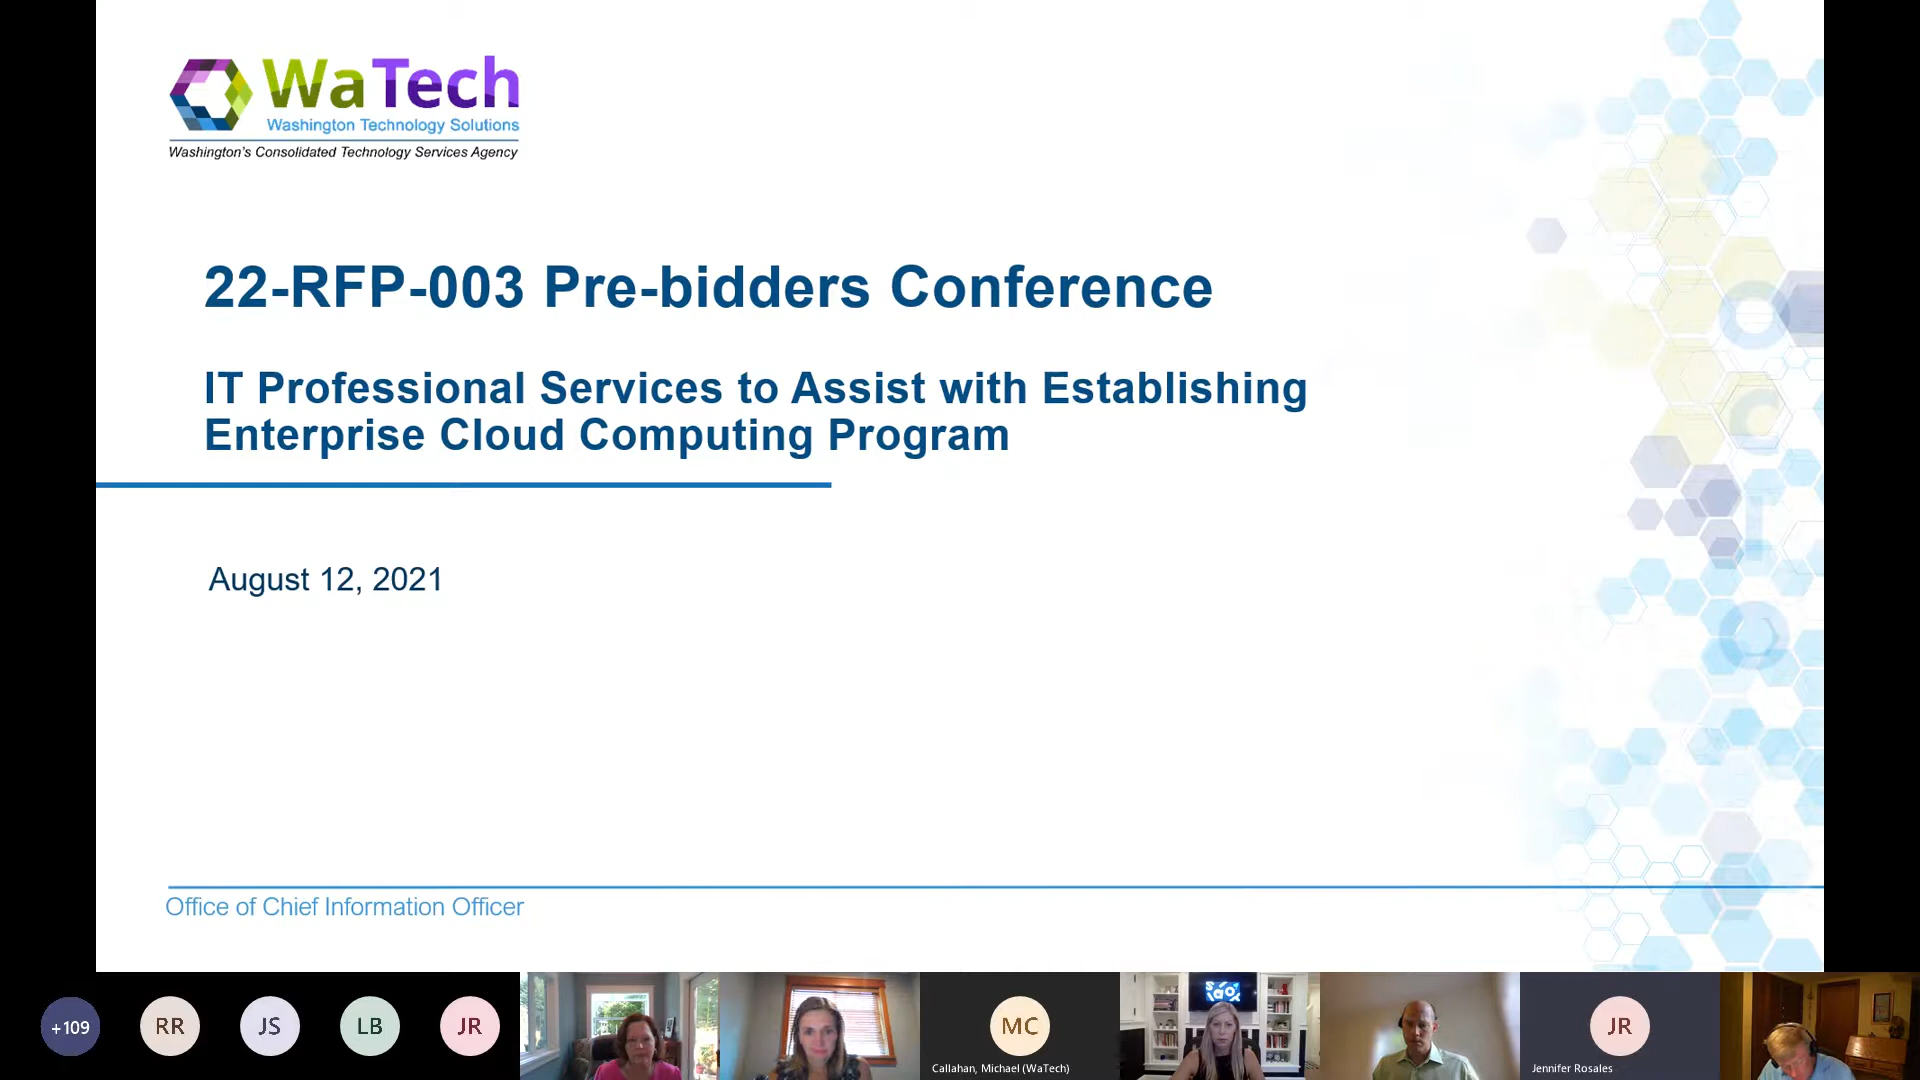 WaTech
Washington Technology Solutions
Washington's Consolidated Technology Services Agency
22-RFP-003 Pre-bidders Conference
IT Professional Services to Assist with Establishing
Enterprise Cloud Computing Program
August 12, 2021
Office of Chief Information Officer
+109
RR
JS
LB
JR
MC
Callahan, Michael (WaTech)
JR
Jennifer Rosales